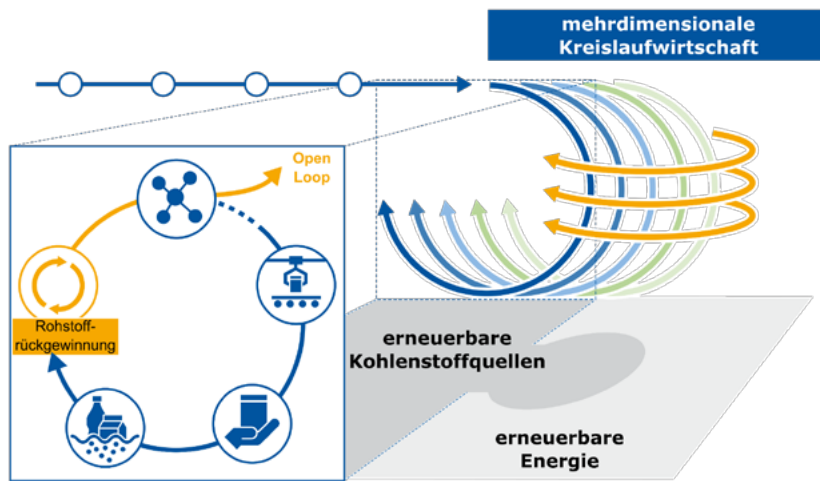 mehrdimensionale
Kreislaufwirtschaft
Open
Loop
Rohstoff-
rückgewinnung
erneuerbare
Kohlenstoffquellen
erneuerbare
Energie